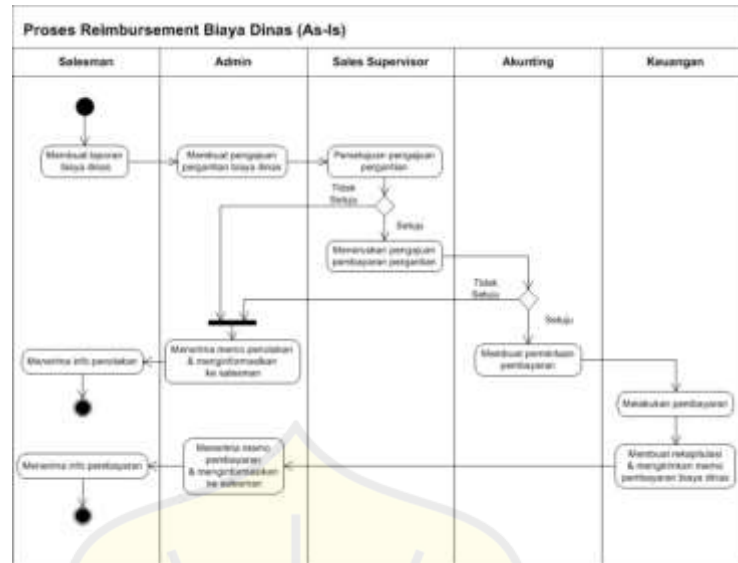 Proses Reimbursement Biaya Dinas (As-Is)
Salesman
Admin
Sales Supervisor
Akunting
Keuangan
Membuat laporan
biaya dinas
Membuat pengajuan
pergantian biaya dinas
Persetujuan pengajuan
pergantian
Tidak
Setuju
Setuju
Meneruskan pengajuan
pembayaran pergantian
Tidak
Setuju
Setuju
Membuat permintaan
pembayaran
Menerima memo penolakan
& menginformasikan
ke salesman
Menerima info penolakan
Melakukan pembayaran
Membuat rekapitulasi
& mengirimkan memo
pembayaran biaya dinas
Menerima memo
pembayaran
& menginformasikan
ke salesman
Menerima info pembayaran